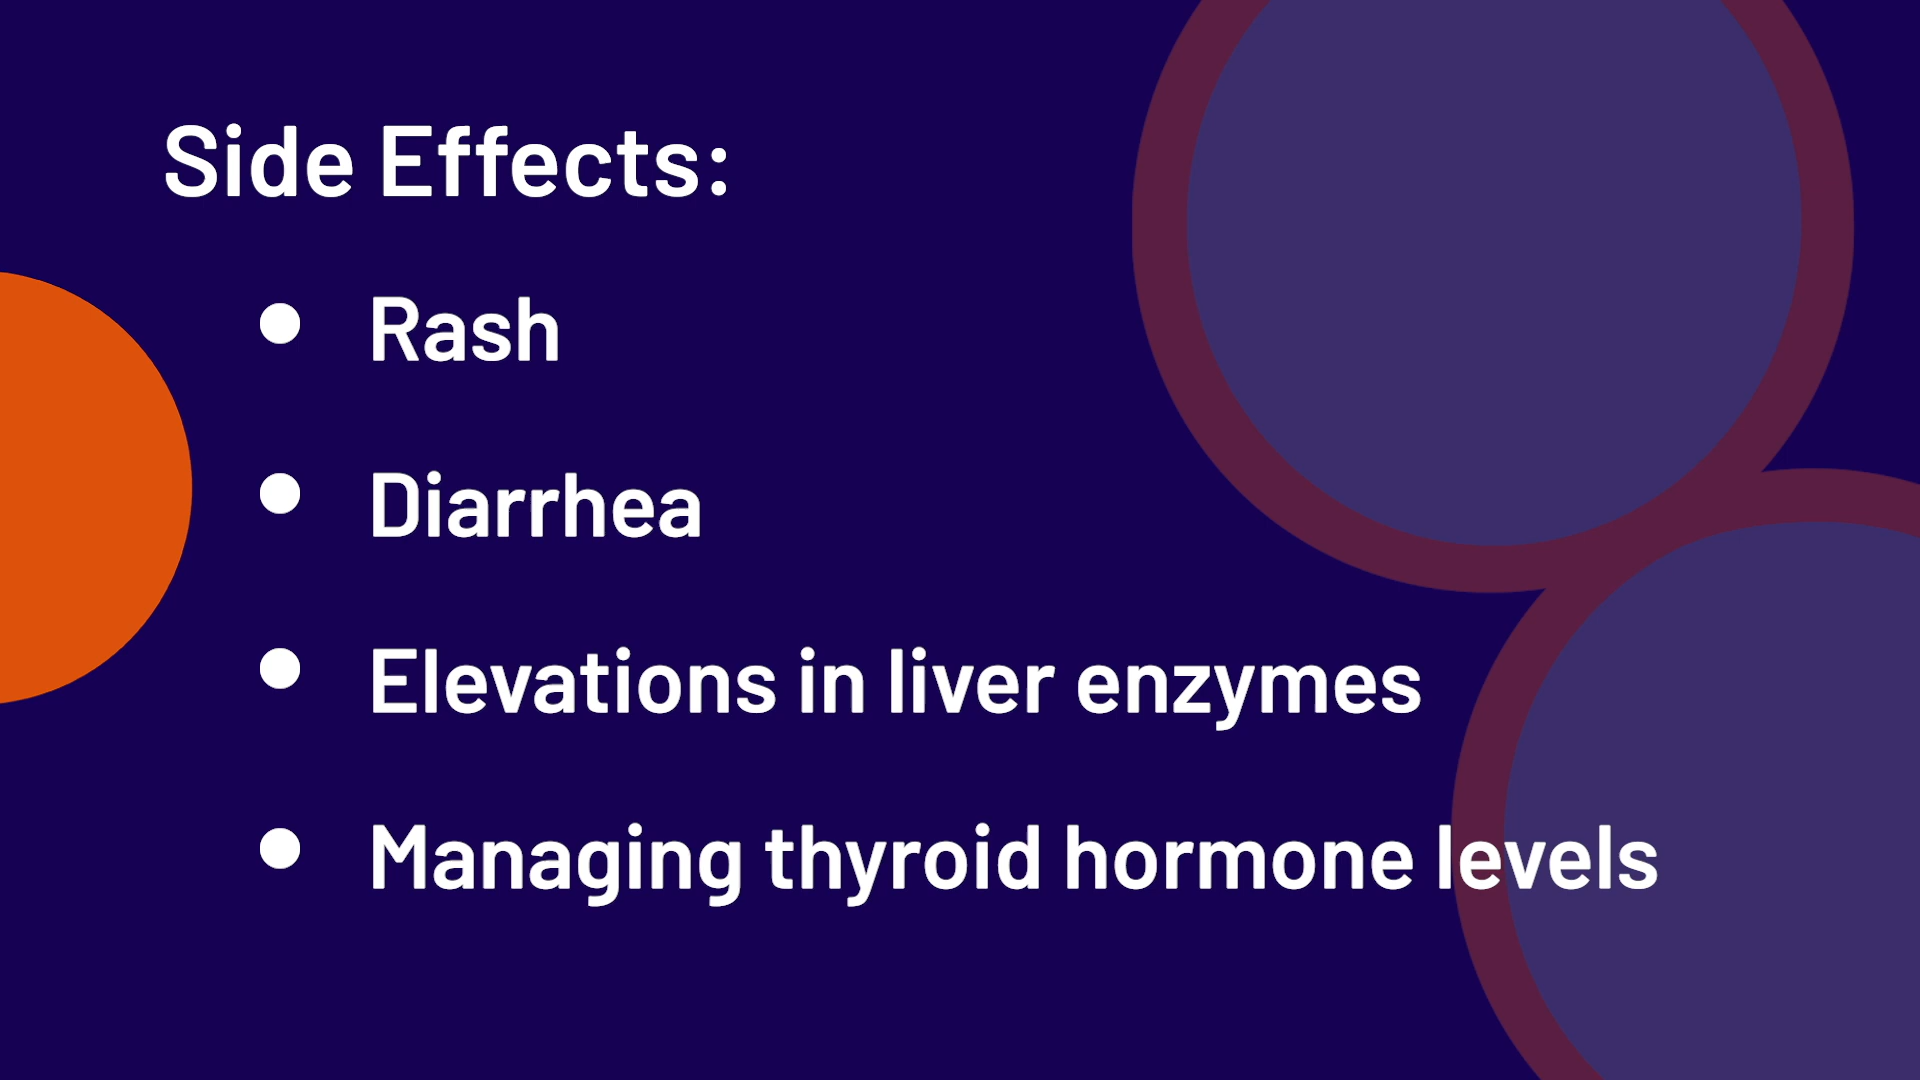 Side Effects:
Rash
Diarrhea
Elevations in liver enzymes
Managing thyroid hormone levels